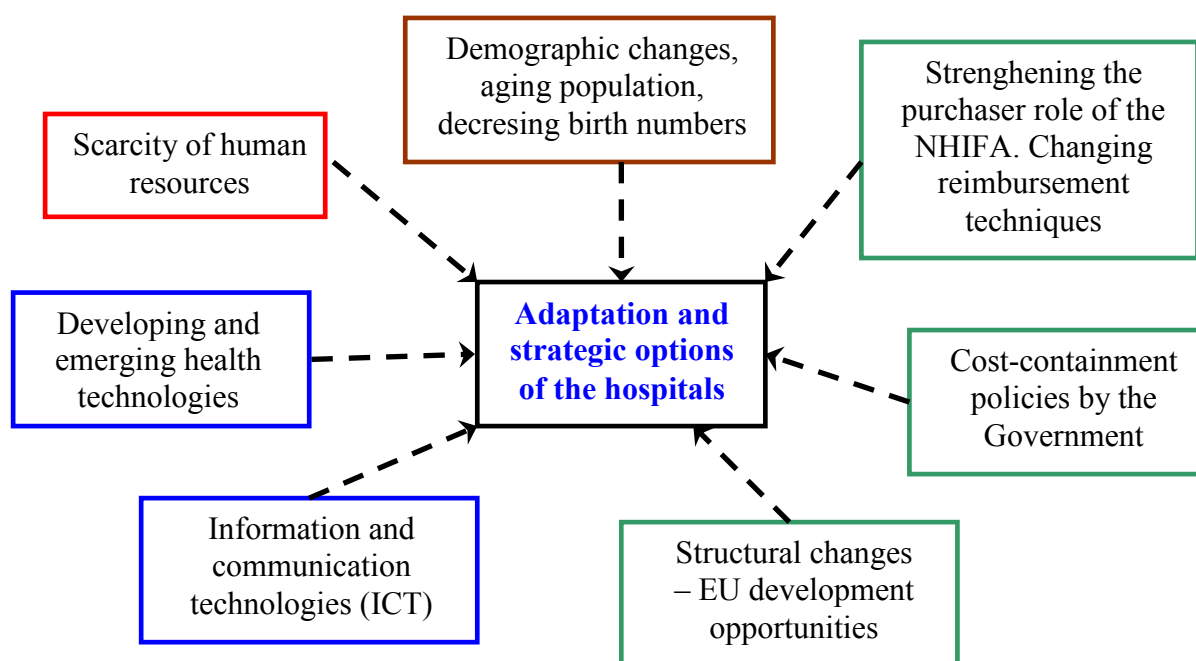 Demographic changes,
aging population,
decresing birth numbers
Strenghening the
purchaser role of the
NHIFA. Changing
reimbursement
techniques
Scarcity of human
resources
Developing and
emerging health
technologies
Adaptation and
strategic options
of the hospitals
Cost-containment
policies by the
Government
Information and
communication
technologies (ICT)
Structural changes
– EU development
opportunities